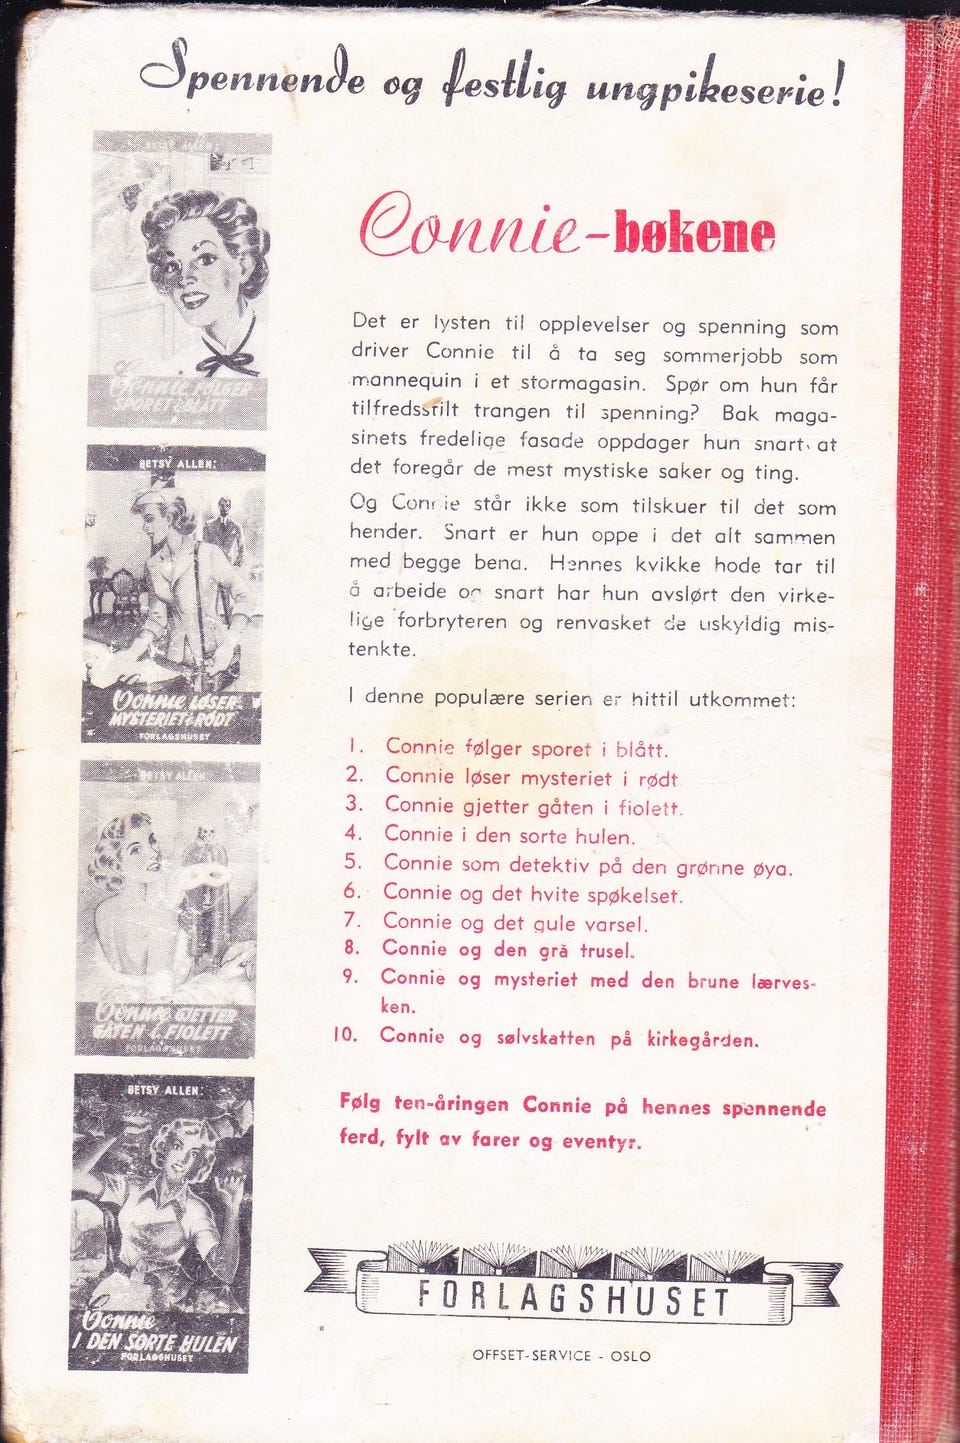 Spennende og festlig ungpikeserie!
Connie-bøkene
Det er lysten til opplevelser og spenning som
driver Connie til å ta seg sommerjobb som
mannequin i et stormagasin. Spør om hun får
tilfredsstilt trangen til spenning? Bak maga-
sinets fredelige fasade oppdager hun snart at
det foregår de mest mystiske saker og ting.
Og Connie står ikke som tilskuer til det som
hender. Snart er hun oppe i det alt sammen
med begge bena. Hennes kvikke hode tar til
å arbeide og snart har hun avslørt den virke-
lige forbryteren og renvasket de uskyldig mis-
tenkte.
I denne populære serien er hittil utkommet:
1. Connie følger sporet i blått.
2. Connie løser mysteriet i rødt
3. Connie gjetter gåten i fiolett.
4. Connie i den sorte hulen.
5. Connie som detektiv på den grønne øya.
6. Connie og det hvite spøkelset.
7. Connie og det gule varsel.
8. Connie og den grå trusel.
9. Connie og mysteriet med den brune lærves-
ken.
10. Connie og sølvskatten på kirkegården.
Følg ten-åringen Connie på hennes spennende
ferd, fylt av farer og eventyr.
FORLAGSHUSET
OFFSET-SERVICE - OSLO
BETSY ALLEN
Connie FØLGER
SPORET i BLÅTT
BETSY ALLEN:
Connie LØSER
MYSTERIET i RØDT
FORLAGSHUSET
BETSY ALLEN
Connie GJETTER
GÅTEN I FIOLETT
FORLAGSHUSET
BETSY ALLEN:
Connie
I DEN SORTE HULEN
FORLAGSHUSET